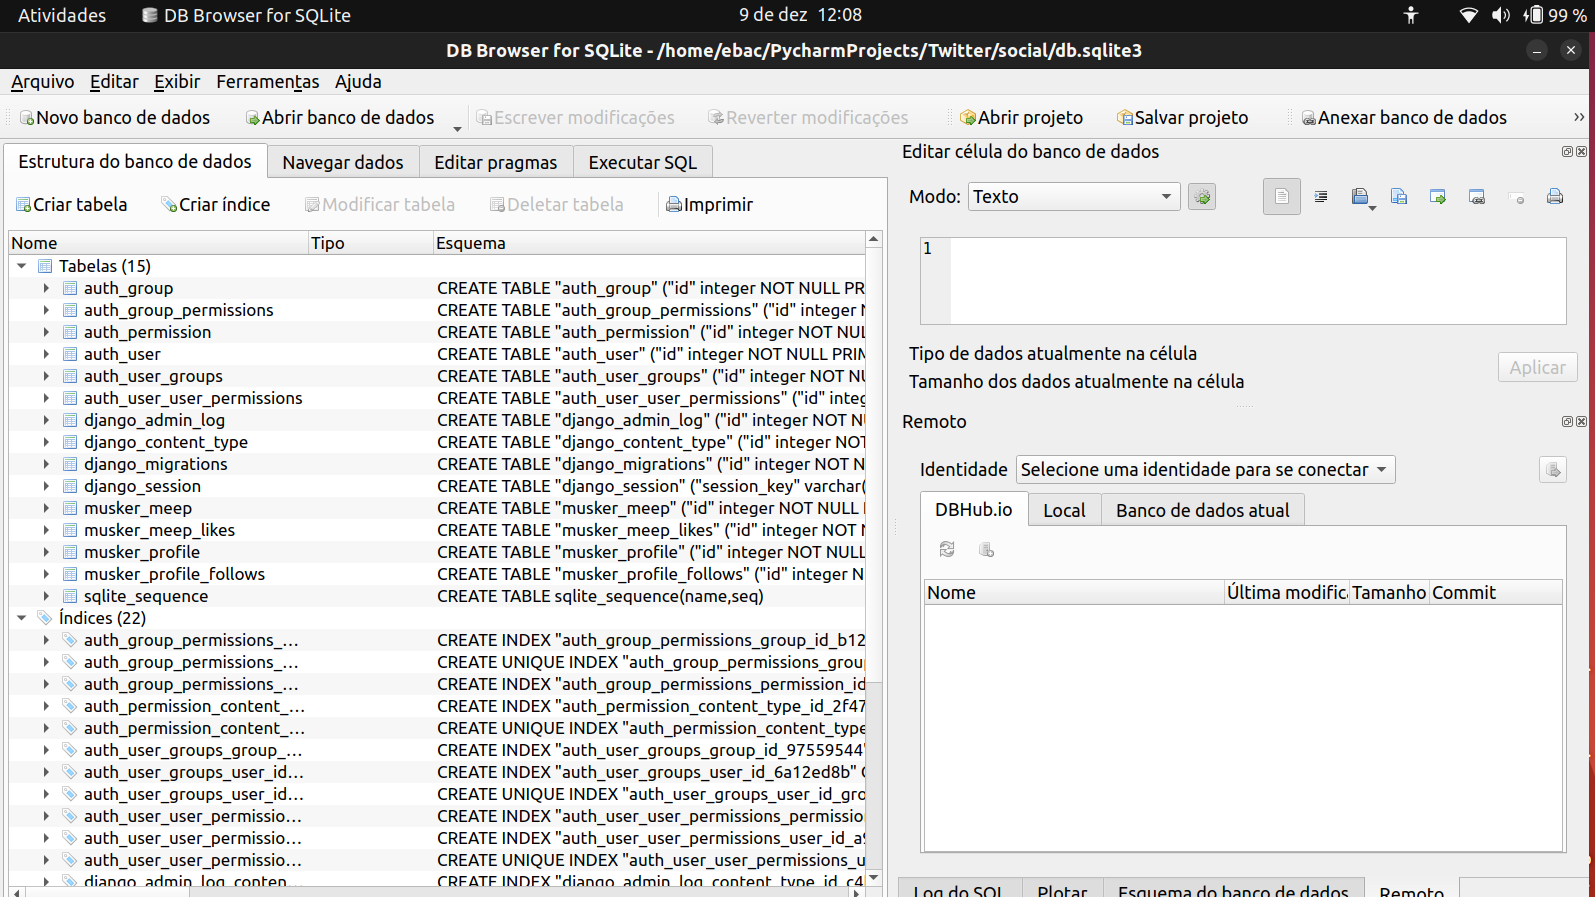 Atividades DB Browser for SQLite 9 de dez 12:08 99 %
DB Browser for SQLite - /home/ebac/PycharmProjects/Twitter/social/db.sqlite3
Arquivo Editar Exibir Ferramentas Ajuda
Novo banco de dados Abrir banco de dados Escrever modificações Reverter modificações Abrir projeto Salvar projeto Anexar banco de dados »
Estrutura do banco de dados Navegar dados Editar pragmas Executar SQL
Criar tabela Criar índice Modificar tabela Deletar tabela Imprimir
Nome Tipo Esquema
Tabelas (15)
auth_group CREATE TABLE "auth_group" ("id" integer NOT NULL PR
auth_group_permissions CREATE TABLE "auth_group_permissions" ("id" integer
auth_permission CREATE TABLE "auth_permission" ("id" integer NOT NUL
auth_user CREATE TABLE "auth_user" ("id" integer NOT NULL PRIM
auth_user_groups CREATE TABLE "auth_user_groups" ("id" integer NOT NU
auth_user_user_permissions CREATE TABLE "auth_user_user_permissions" ("id" integ
django_admin_log CREATE TABLE "django_admin_log" ("id" integer NOT NU
django_content_type CREATE TABLE "django_content_type" ("id" integer NOT
django_migrations CREATE TABLE "django_migrations" ("id" integer NOT N
django_session CREATE TABLE "django_session" ("session_key" varchar(
musker_meep CREATE TABLE "musker_meep" ("id" integer NOT NULL
musker_meep_likes CREATE TABLE "musker_meep_likes" ("id" integer NOT N
musker_profile CREATE TABLE "musker_profile" ("id" integer NOT NULL
musker_profile_follows CREATE TABLE "musker_profile_follows" ("id" integer N
sqlite_sequence CREATE TABLE sqlite_sequence(name,seq)
Índices (22)
auth_group_permissions_… CREATE INDEX "auth_group_permissions_group_id_b12
auth_group_permissions_… CREATE UNIQUE INDEX "auth_group_permissions_group
auth_group_permissions_… CREATE INDEX "auth_group_permissions_permission_id
auth_permission_content_… CREATE INDEX "auth_permission_content_type_id_2f47
auth_permission_content_… CREATE UNIQUE INDEX "auth_permission_content_type
auth_user_groups_group_… CREATE INDEX "auth_user_groups_group_id_97559544"
auth_user_groups_user_id… CREATE INDEX "auth_user_groups_user_id_6a12ed8b"
auth_user_groups_user_id… CREATE UNIQUE INDEX "auth_user_groups_user_id_gro
auth_user_user_permissio… CREATE INDEX "auth_user_user_permissions_permission
auth_user_user_permissio… CREATE INDEX "auth_user_user_permissions_user_id_a9
auth_user_user_permissio… CREATE UNIQUE INDEX "auth_user_user_permissions_u
django_admin_log_conten… CREATE INDEX "django_admin_log_content_type_id_c4
Editar célula do banco de dados
Modo: Texto
1
Tipo de dados atualmente na célula
Tamanho dos dados atualmente na célula
Aplicar
Remoto
Identidade Selecione uma identidade para se conectar
DBHub.io Local Banco de dados atual
Nome Última modific Tamanho Commit
Log do SQL Plotar Esquema do banco de dados Remoto